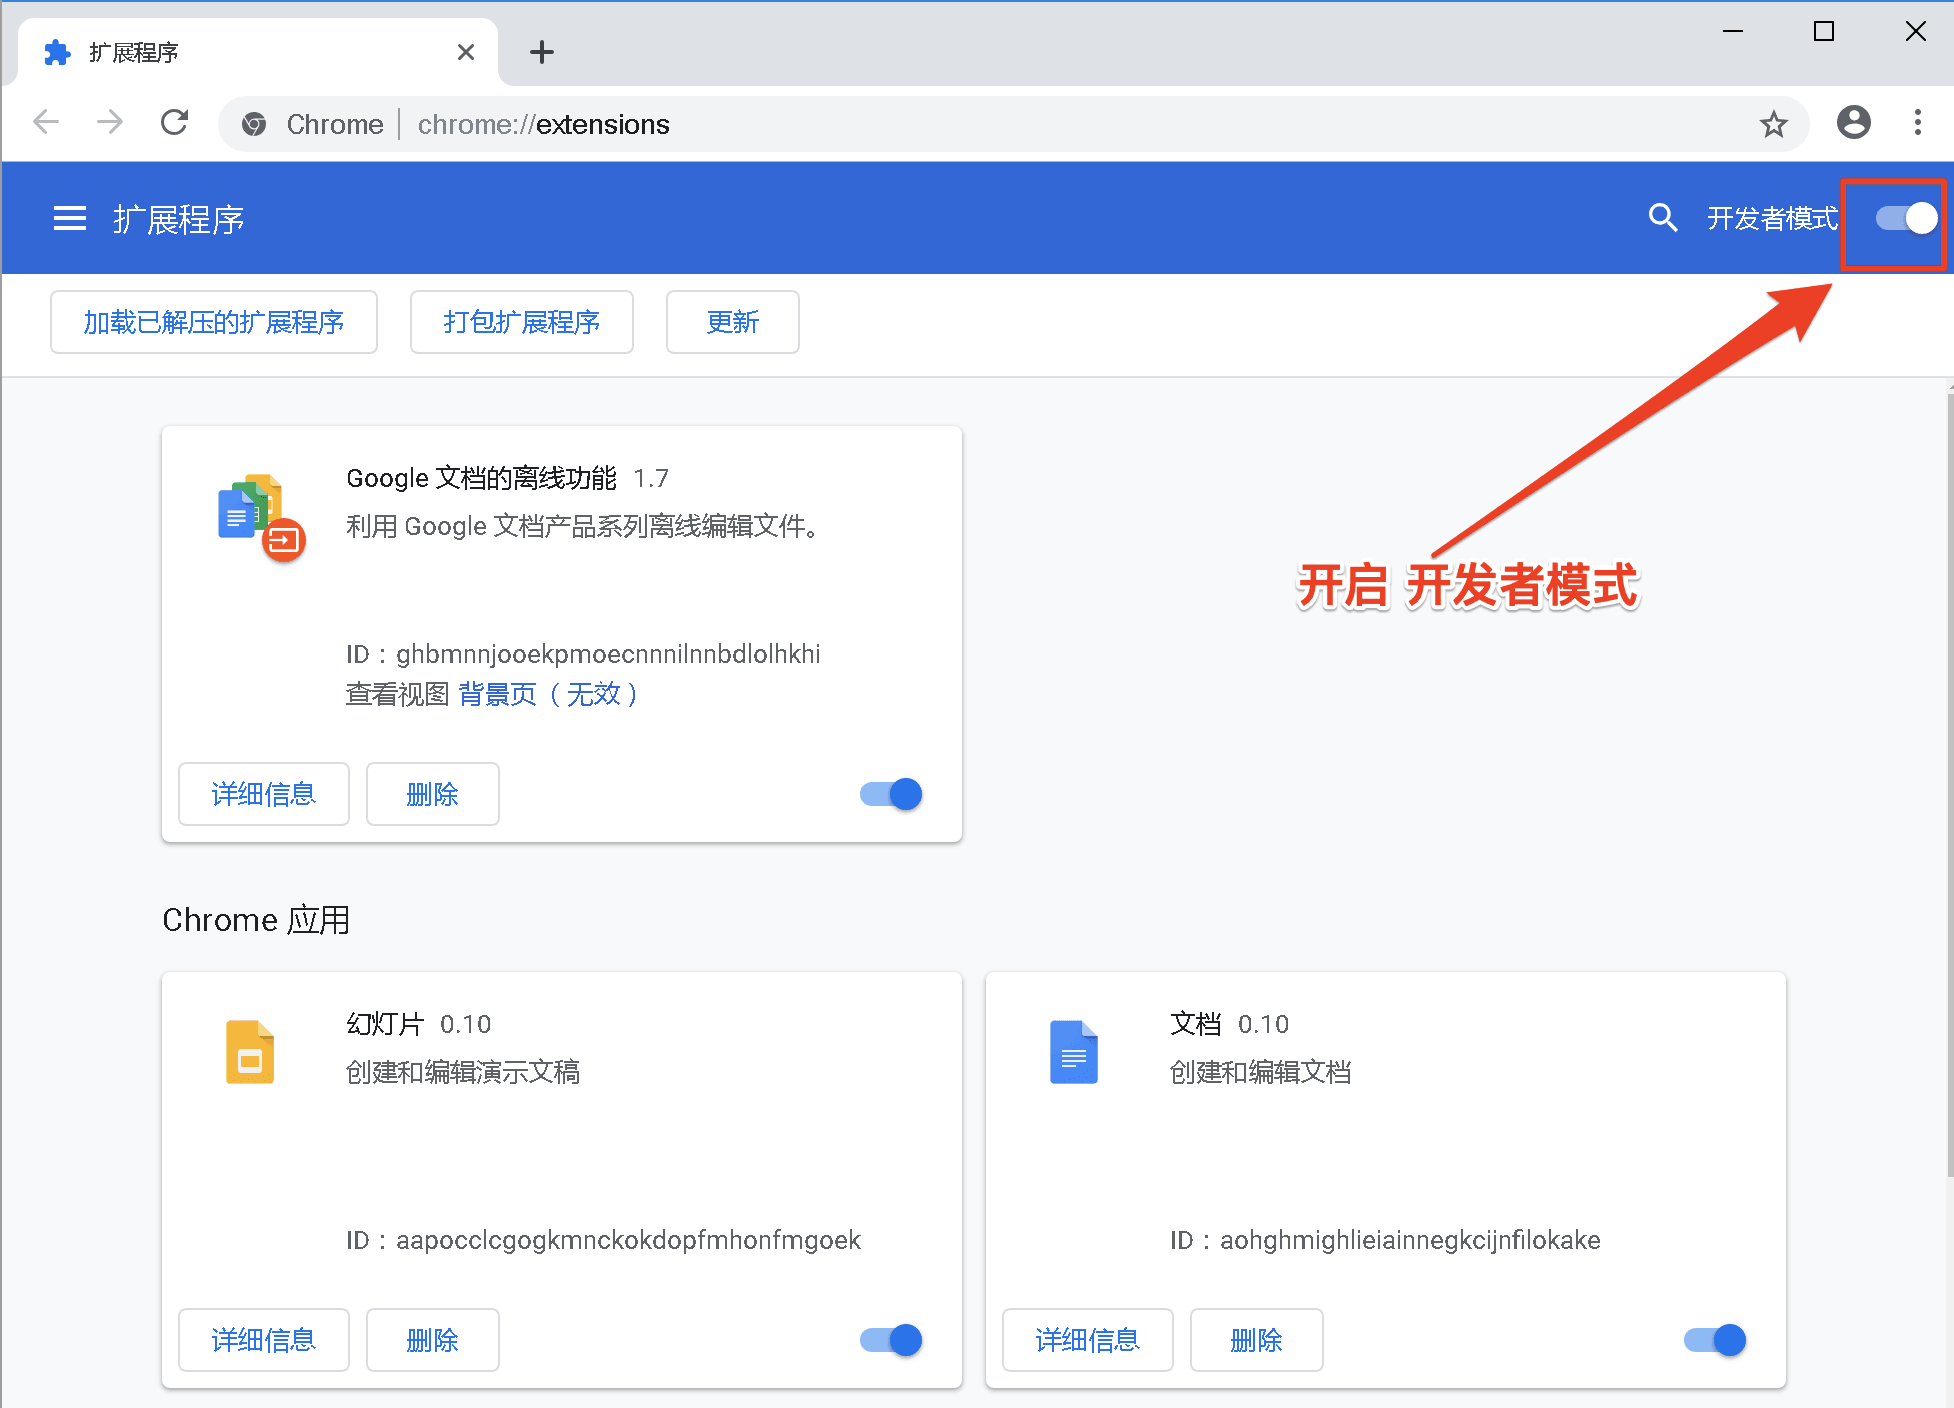 扩展程序
Chrome chrome://extensions
扩展程序 开发者模式
加载已解压的扩展程序 打包扩展程序 更新
Google 文档的离线功能 1.7
利用 Google 文档产品系列离线编辑文件。
开启 开发者模式
ID：ghbmnnjooekpmoecnnnilnnbdlolhkhi
查看视图 背景页（无效）
详细信息 删除
Chrome 应用
幻灯片 0.10
创建和编辑演示文稿
ID：aapocclcgogkmnckokdopfmhonfmgoek
详细信息 删除
文档 0.10
创建和编辑文档
ID：aohghmighlieiainnegkcijnfilokake
详细信息 删除